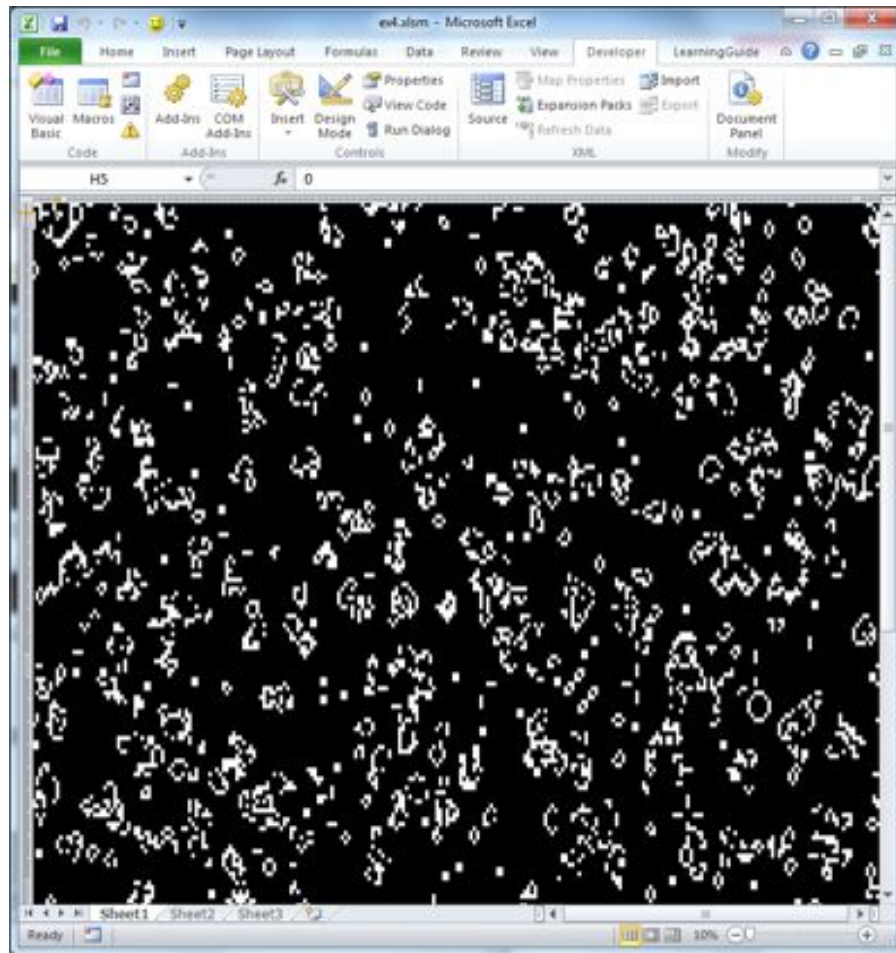 ex4.xlsm - Microsoft Excel
File Home Insert Page Layout Formulas Data Review View Developer LearningGuide
Visual Basic
Macros
Add-Ins
COM Add-Ins
Insert
Design Mode
Properties
View Code
Run Dialog
Source
Map Properties
Expansion Packs
Refresh Data
Import
Export
Document Panel
Code Add-Ins Controls XML Modify
H5 fx 0
Sheet1 Sheet2 Sheet3
Ready 10%